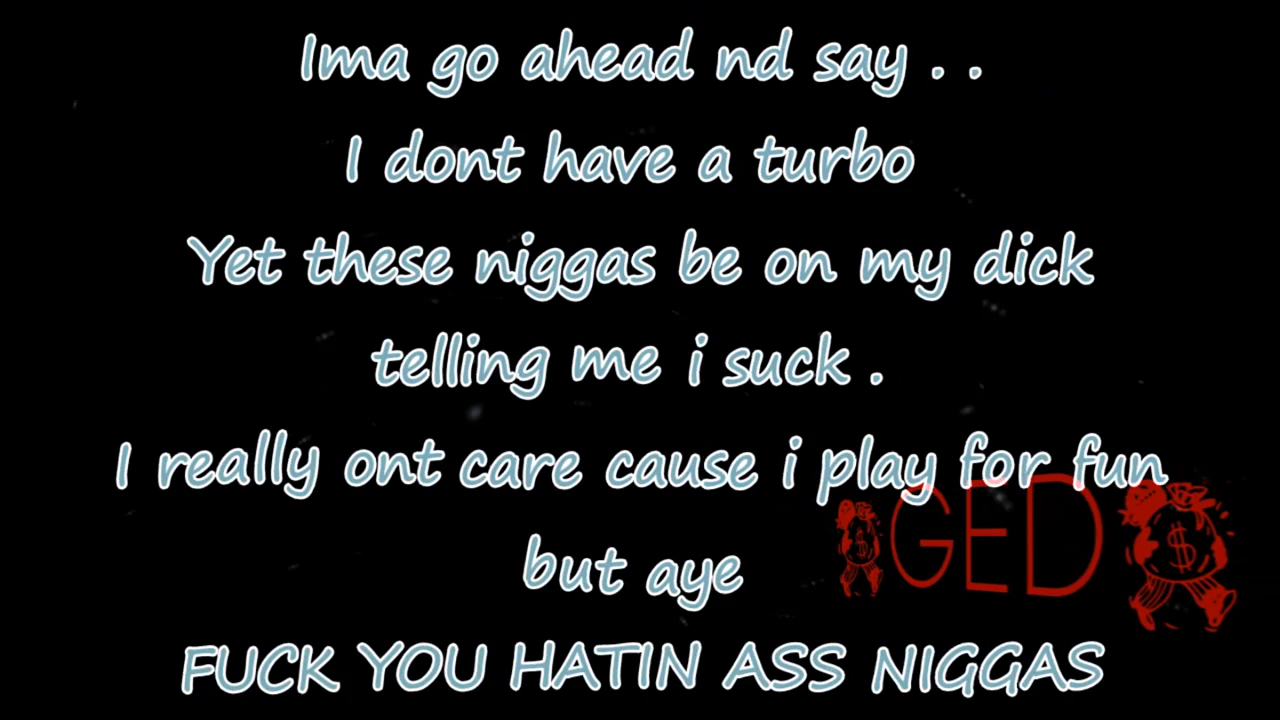 Ima go ahead nd say . .
I dont have a turbo
Yet these niggas be on my dick
telling me i suck .
I really ont care cause i play for fun
but aye
GED
$ $
FUCK YOU HATIN ASS NIGGAS